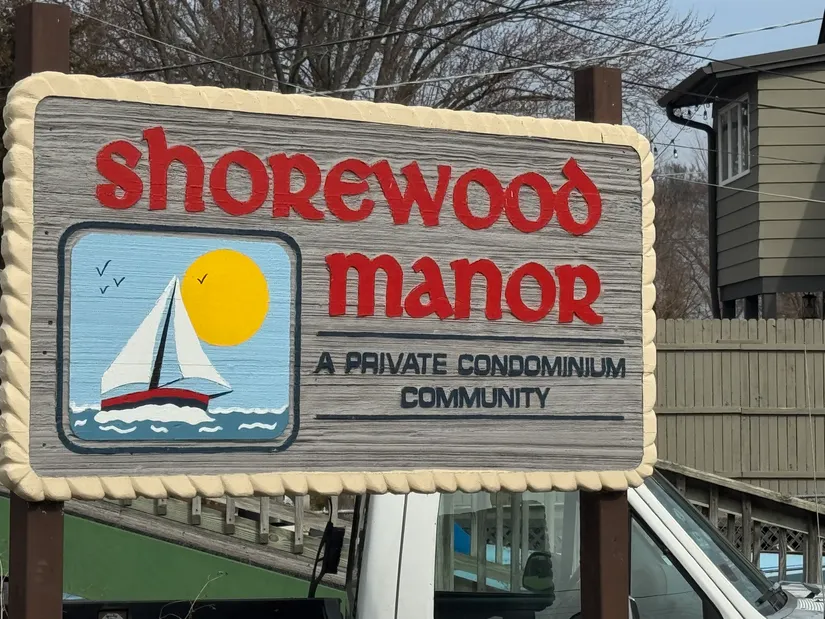 shorewood
manor
A PRIVATE CONDOMINIUM
COMMUNITY